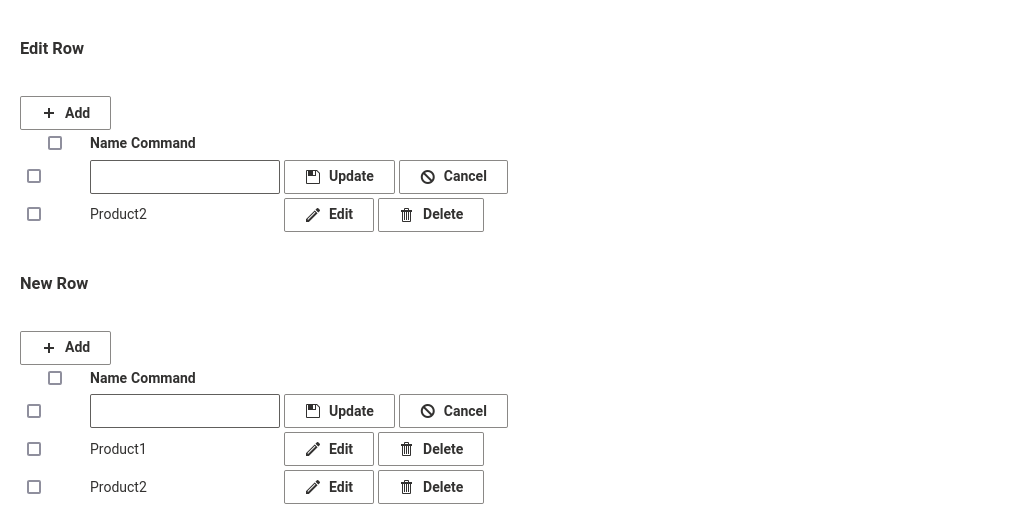 Edit Row
Add
Name Command
Update Cancel
Product2 Edit Delete
New Row
Add
Name Command
Update Cancel
Product1 Edit Delete
Product2 Edit Delete